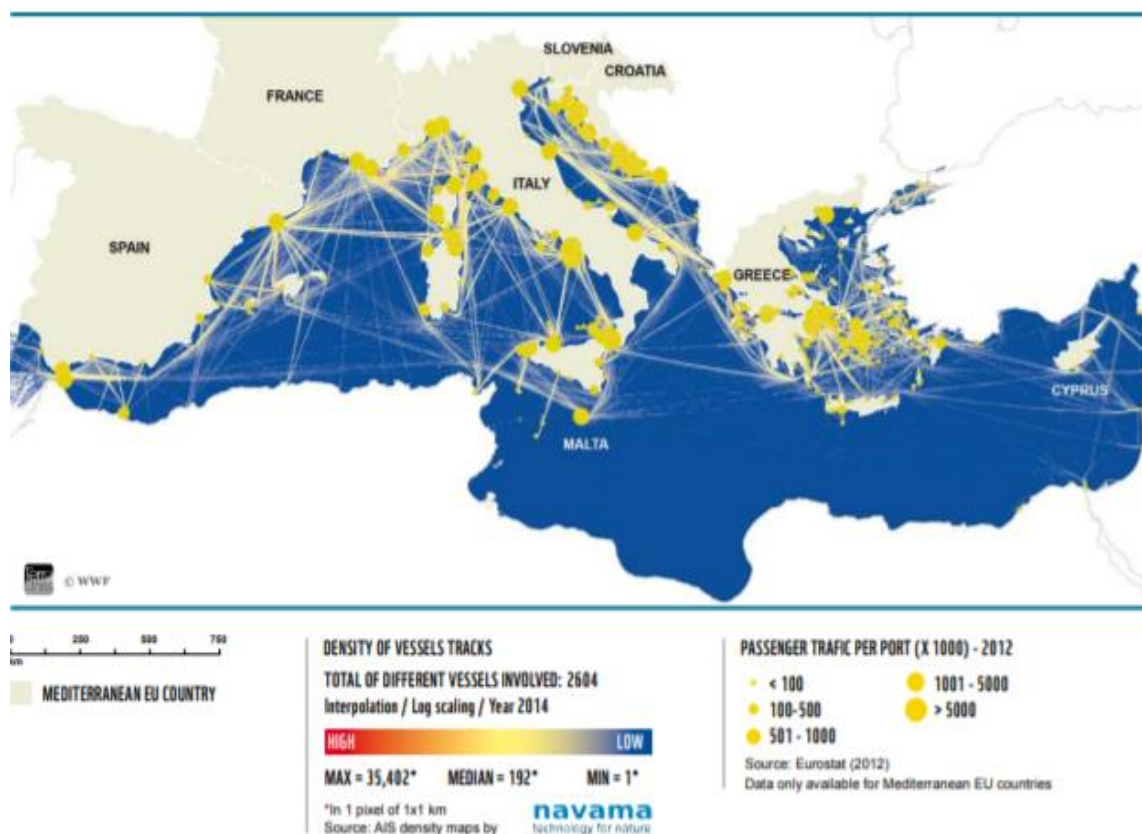 SLOVENIA
CROATIA
FRANCE
ITALY
SPAIN
GREECE
CYPRUS
MALTA
© WWF
250 500 750
MEDITERRANEAN EU COUNTRY
DENSITY OF VESSELS TRACKS
TOTAL OF DIFFERENT VESSELS INVOLVED: 2604
Interpolation / Log scaling / Year 2014
HIGH LOW
MAX = 35,402* MEDIAN = 192* MIN = 1*
*In 1 pixel of 1x1 km
Source: AIS density maps by
navama
technology for nature
PASSENGER TRAFIC PER PORT (X 1000) - 2012
< 100
100-500
501 - 1000
1001 - 5000
> 5000
Source: Eurostat (2012)
Data only available for Mediterranean EU countries